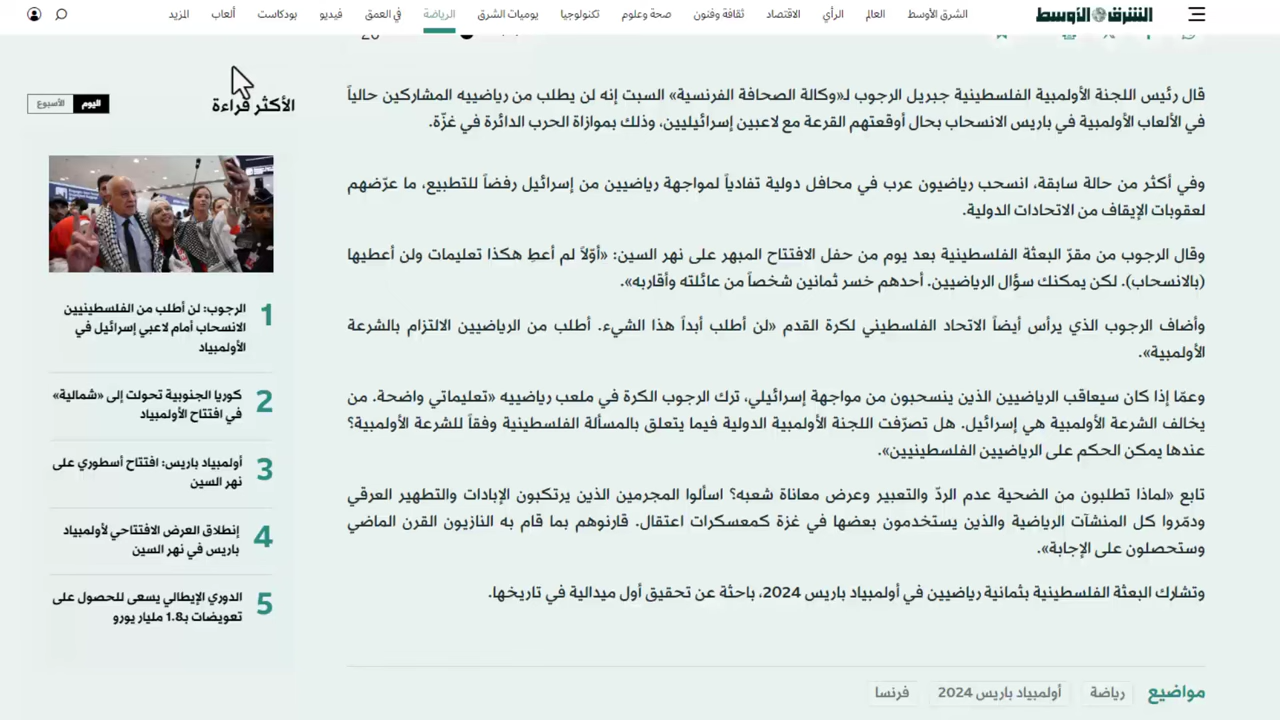 الشرق الأوسط
الشرق الأوسط
العالم
الرأي
الاقتصاد
ثقافة وفنون
صحة وعلوم
تكنولوجيا
يوميات الشرق
في العمق
الرياضة
فيديو
بودكاست
ألعاب
المزيد
قال رئيس اللجنة الأولمبية الفلسطينية جبريل الرجوب لـ«وكالة الصحافة الفرنسية» السبت إنه لن يطلب من رياضييه المشاركين حالياً
في الألعاب الأولمبية في باريس الانسحاب بحال أوقعتهم القرعة مع لاعبين إسرائيليين، وذلك بموازاة الحرب الدائرة في غزّة.
وفي أكثر من حالة سابقة، انسحب رياضيون عرب في محافل دولية تفادياً لمواجهة رياضيين من إسرائيل رفضاً للتطبيع، ما عرّضهم
لعقوبات الإيقاف من الاتحادات الدولية.
وقال الرجوب من مقرّ البعثة الفلسطينية بعد يوم من حفل الافتتاح المبهر على نهر السين: «أوّلاً لم أعطِ هكذا تعليمات ولن أعطيها
(بالانسحاب). لكن يمكنك سؤال الرياضيين. أحدهم خسر ثمانين شخصاً من عائلته وأقاربه».
وأضاف الرجوب الذي يرأس أيضاً الاتحاد الفلسطيني لكرة القدم «لن أطلب أبداً هذا الشيء. أطلب من الرياضيين الالتزام بالشرعة
الأولمبية».
وعمّا إذا كان سيعاقب الرياضيين الذين ينسحبون من مواجهة إسرائيلي، ترك الرجوب الكرة في ملعب رياضييه «تعليماتي واضحة. من
يخالف الشرعة الأولمبية هي إسرائيل. هل تصرّفت اللجنة الأولمبية الدولية فيما يتعلق بالمسألة الفلسطينية وفقاً للشرعة الأولمبية؟
عندها يمكن الحكم على الرياضيين الفلسطينيين».
تابع «لماذا تطلبون من الضحية عدم الردّ والتعبير وعرض معاناة شعبه؟ اسألوا المجرمين الذين يرتكبون الإبادات والتطهير العرقي
ودمّروا كل المنشآت الرياضية والذين يستخدمون بعضها في غزة كمعسكرات اعتقال. قارنوهم بما قام به النازيون القرن الماضي
وستحصلون على الإجابة».
وتشارك البعثة الفلسطينية بثمانية رياضيين في أولمبياد باريس 2024، باحثة عن تحقيق أول ميدالية في تاريخها.
مواضيع
رياضة
أولمبياد باريس 2024
فرنسا
الأكثر قراءة
اليوم
الأسبوع
1
الرجوب: لن أطلب من الفلسطينيين
الانسحاب أمام لاعبي إسرائيل في
الأولمبياد
2
كوريا الجنوبية تحولت إلى «شمالية»
في افتتاح الأولمبياد
3
أولمبياد باريس: افتتاح أسطوري على
نهر السين
4
إنطلاق العرض الافتتاحي لأولمبياد
باريس في نهر السين
5
الدوري الإيطالي يسعى للحصول على
تعويضات بـ1.8 مليار يورو